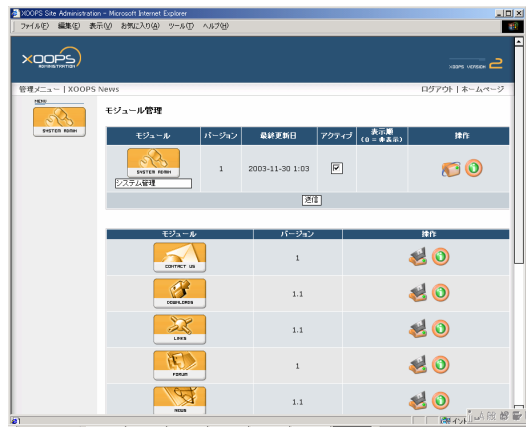 XOOPS Site Administration - Microsoft Internet Explorer
ファイル(F) 編集(E) 表示(V) お気に入り(A) ツール(T) ヘルプ(H)
XOOPS
ADMINISTRATION
XOOPS VERSION 2
管理メニュー | XOOPS News ログアウト | ホームページ
MENU
SYSTEM ADMIN
モジュール管理
モジュール バージョン 最終更新日 アクティブ 表示順 (0 = 非表示) 操作
SYSTEM ADMIN
システム管理
1 2003-11-30 1:03
送信
モジュール バージョン 操作
CONTACT US 1
DOWNLOADS 1.1
LINKS 1.1
FORUM 1
NEWS 1.1